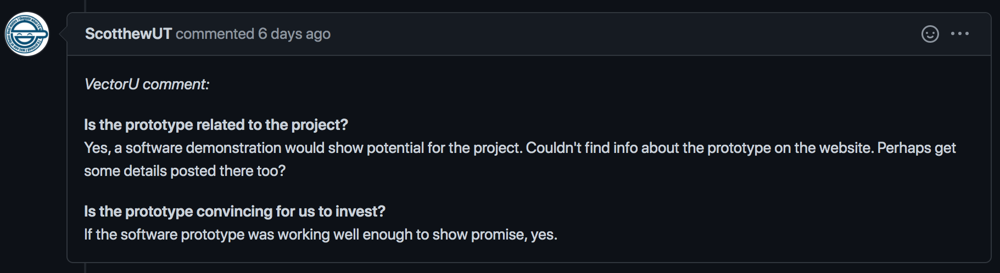 ScotthewUT commented 6 days ago
VectorU comment:
Is the prototype related to the project?
Yes, a software demonstration would show potential for the project. Couldn't find info about the prototype on the website. Perhaps get
some details posted there too?
Is the prototype convincing for us to invest?
If the software prototype was working well enough to show promise, yes.